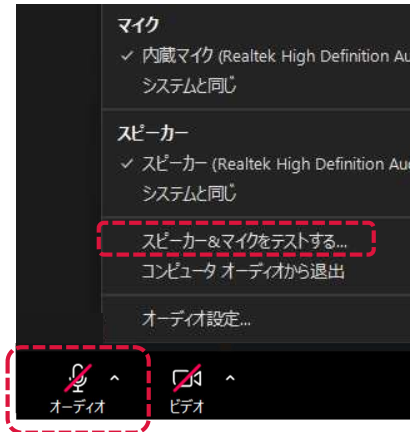 マイク
✓ 内蔵マイク (Realtek High Definition Au
システムと同じ
スピーカー
✓ スピーカー (Realtek High Definition Aud
システムと同じ
スピーカー&マイクをテストする...
コンピュータ オーディオから退出
オーディオ設定...
オーディオ
ビデオ